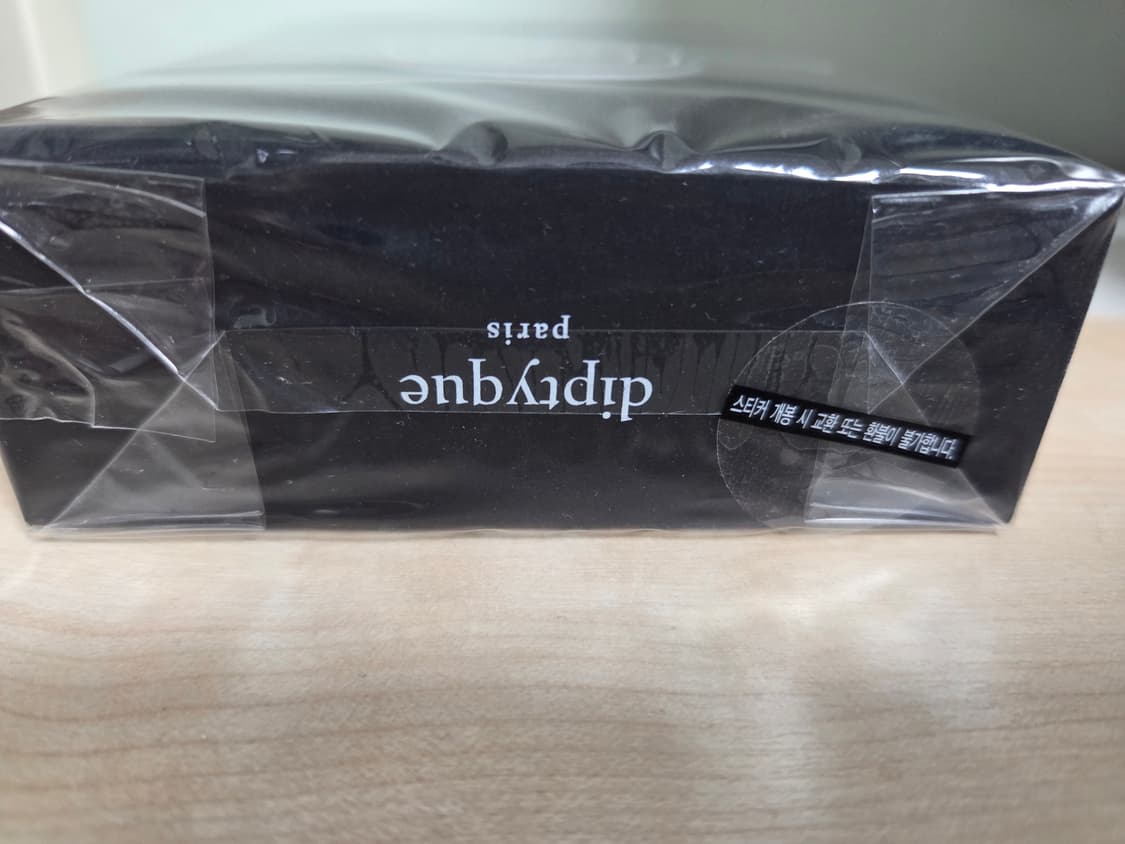 diptyque
paris
스티커 개봉 시 교환 또는 환불이 불가합니다.